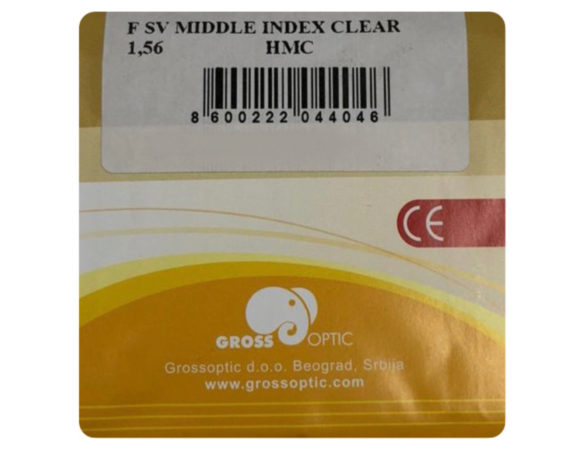 F SV MIDDLE INDEX CLEAR
1,56 HMC
8 600222 044046
CE
GROSS OPTIC
Grossoptic d.o.o. Beograd, Srbija
www.grossoptic.com